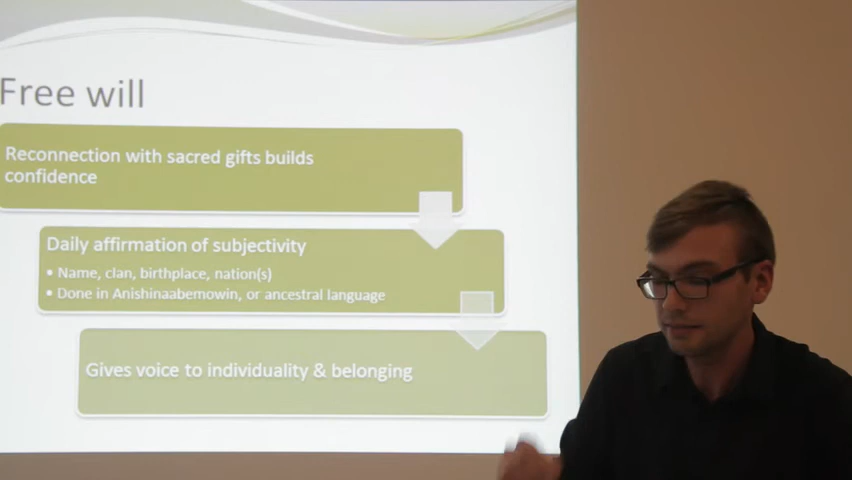 Free will
Reconnection with sacred gifts builds
confidence
Daily affirmation of subjectivity
• Name, clan, birthplace, nation(s)
• Done in Anishinaabemowin, or ancestral language
Gives voice to individuality & belonging